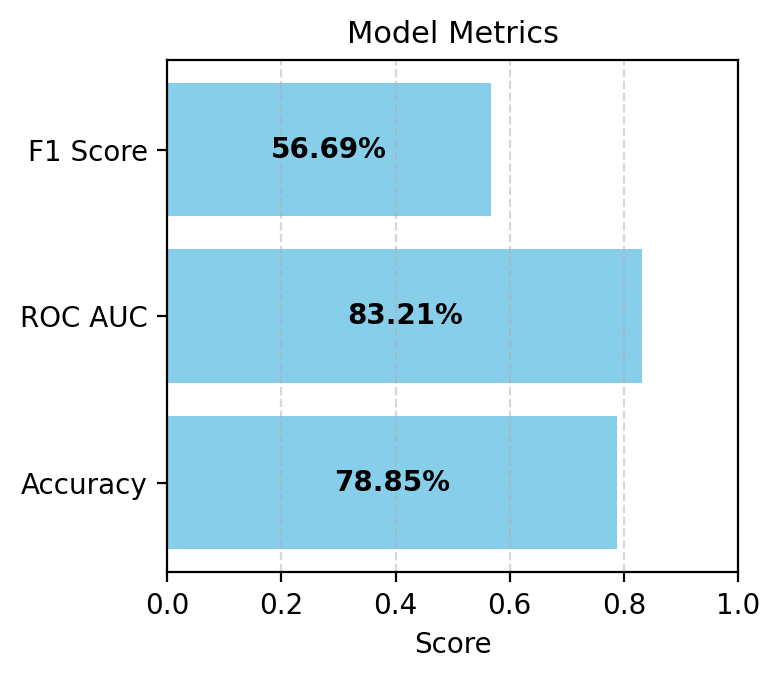 Model Metrics
F1 Score
56.69%
ROC AUC
83.21%
Accuracy
78.85%
0.0 0.2 0.4 0.6 0.8 1.0
Score